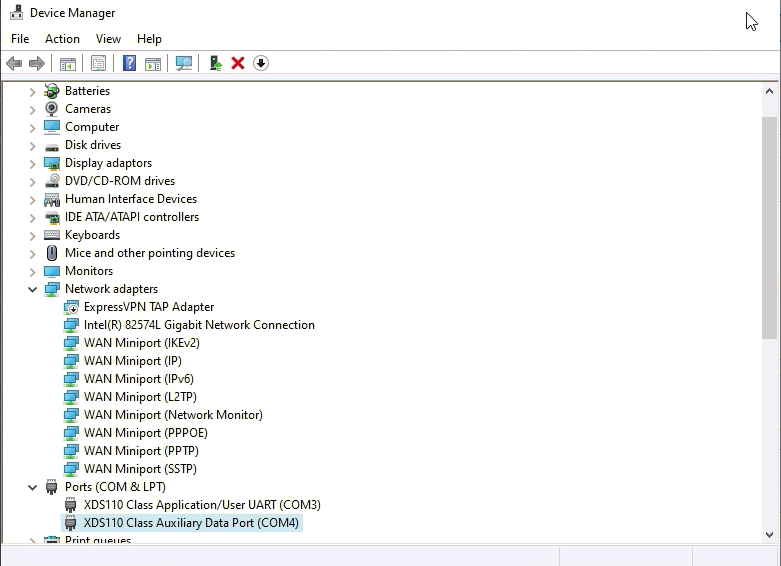 Device Manager
File Action View Help
Batteries
Cameras
Computer
Disk drives
Display adaptors
DVD/CD-ROM drives
Human Interface Devices
IDE ATA/ATAPI controllers
Keyboards
Mice and other pointing devices
Monitors
Network adapters
ExpressVPN TAP Adapter
Intel(R) 82574L Gigabit Network Connection
WAN Miniport (IKEv2)
WAN Miniport (IP)
WAN Miniport (IPv6)
WAN Miniport (L2TP)
WAN Miniport (Network Monitor)
WAN Miniport (PPPOE)
WAN Miniport (PPTP)
WAN Miniport (SSTP)
Ports (COM & LPT)
XDS110 Class Application/User UART (COM3)
XDS110 Class Auxiliary Data Port (COM4)
Print queues